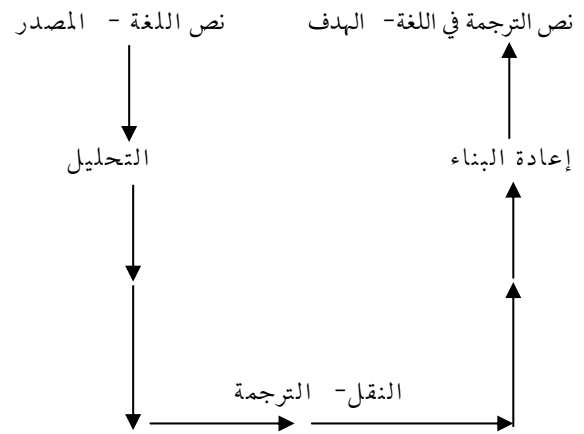 نص اللغة - المصدر
نص الترجمة في اللغة- الهدف
التحليل
إعادة البناء
النقل- الترجمة